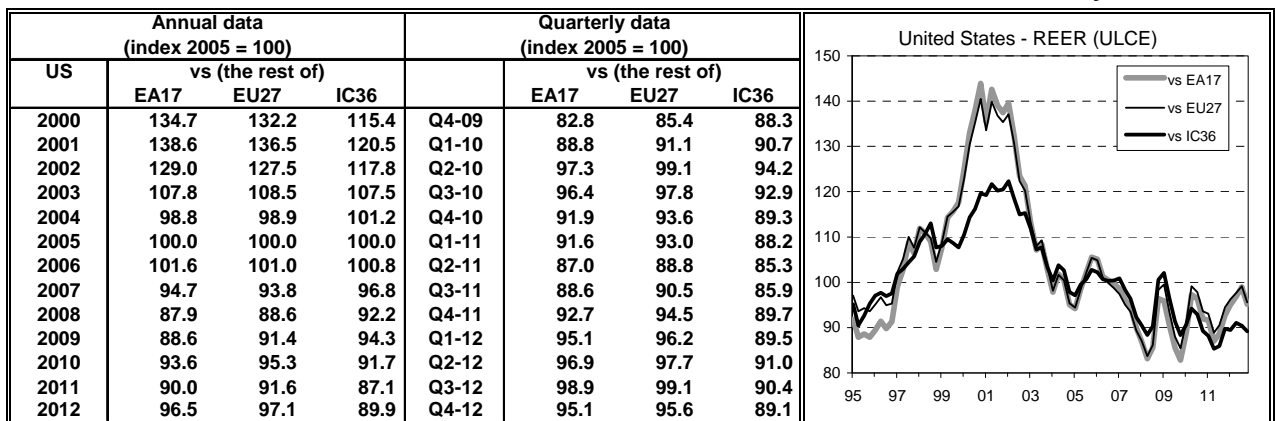 Annual data Quarterly data
(index 2005 = 100) (index 2005 = 100)
US vs (the rest of) vs (the rest of)
EA17 EU27 IC36 EA17 EU27 IC36
2000 134.7 132.2 115.4 Q4-09 82.8 85.4 88.3
2001 138.6 136.5 120.5 Q1-10 88.8 91.1 90.7
2002 129.0 127.5 117.8 Q2-10 97.3 99.1 94.2
2003 107.8 108.5 107.5 Q3-10 96.4 97.8 92.9
2004 98.8 98.9 101.2 Q4-10 91.9 93.6 89.3
2005 100.0 100.0 100.0 Q1-11 91.6 93.0 88.2
2006 101.6 101.0 100.8 Q2-11 87.0 88.8 85.3
2007 94.7 93.8 96.8 Q3-11 88.6 90.5 85.9
2008 87.9 88.6 92.2 Q4-11 92.7 94.5 89.7
2009 88.6 91.4 94.3 Q1-12 95.1 96.2 89.5
2010 93.6 95.3 91.7 Q2-12 96.9 97.7 91.0
2011 90.0 91.6 87.1 Q3-12 98.9 99.1 90.4
2012 96.5 97.1 89.9 Q4-12 95.1 95.6 89.1
United States - REER (ULCE)
150
140
130
120
110
100
90
80
vs EA17
vs EU27
vs IC36
95 97 99 01 03 05 07 09 11